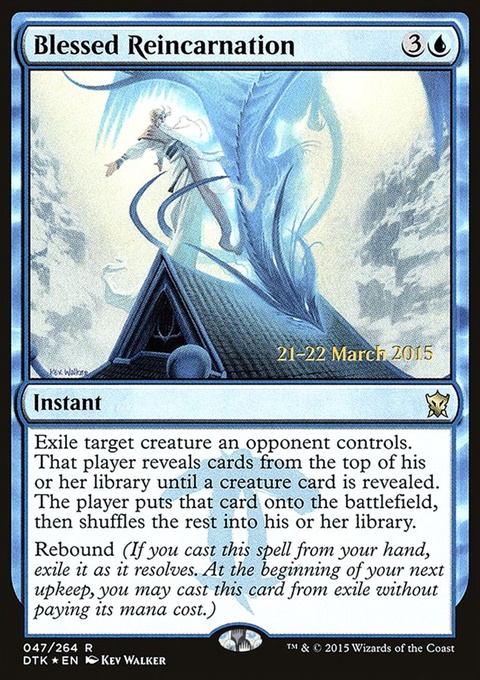 Blessed Reincarnation 3
Kev Walker
21–22 March 2015
Instant
Exile target creature an opponent controls.
That player reveals cards from the top of his
or her library until a creature card is revealed.
The player puts that card onto the battlefield,
then shuffles the rest into his or her library.
Rebound (If you cast this spell from your hand,
exile it as it resolves. At the beginning of your next
upkeep, you may cast this card from exile without
paying its mana cost.)
047/264 R
DTK ★ EN Kev Walker
™ & © 2015 Wizards of the Coast